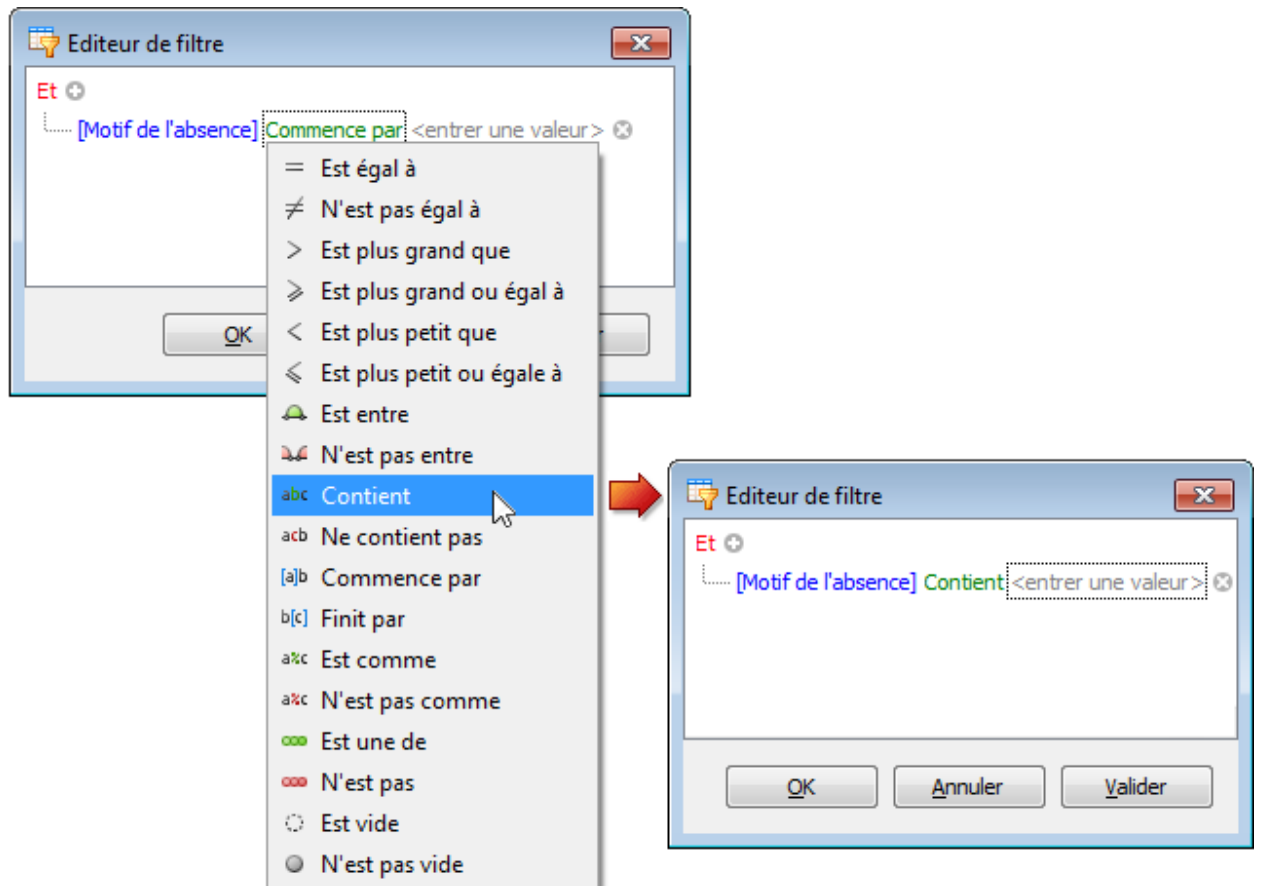 Editeur de filtre
Et
[Motif de l'absence] Commence par <entrer une valeur>
= Est égal à
≠ N'est pas égal à
> Est plus grand que
⩾ Est plus grand ou égal à
OK
< Est plus petit que
⩽ Est plus petit ou égale à
Est entre
N'est pas entre
abc Contient
acb Ne contient pas
[a]b Commence par
b[c] Finit par
a%c Est comme
a%c N'est pas comme
Est une de
N'est pas
Est vide
N'est pas vide
Editeur de filtre
Et
[Motif de l'absence] Contient <entrer une valeur>
OK Annuler Valider